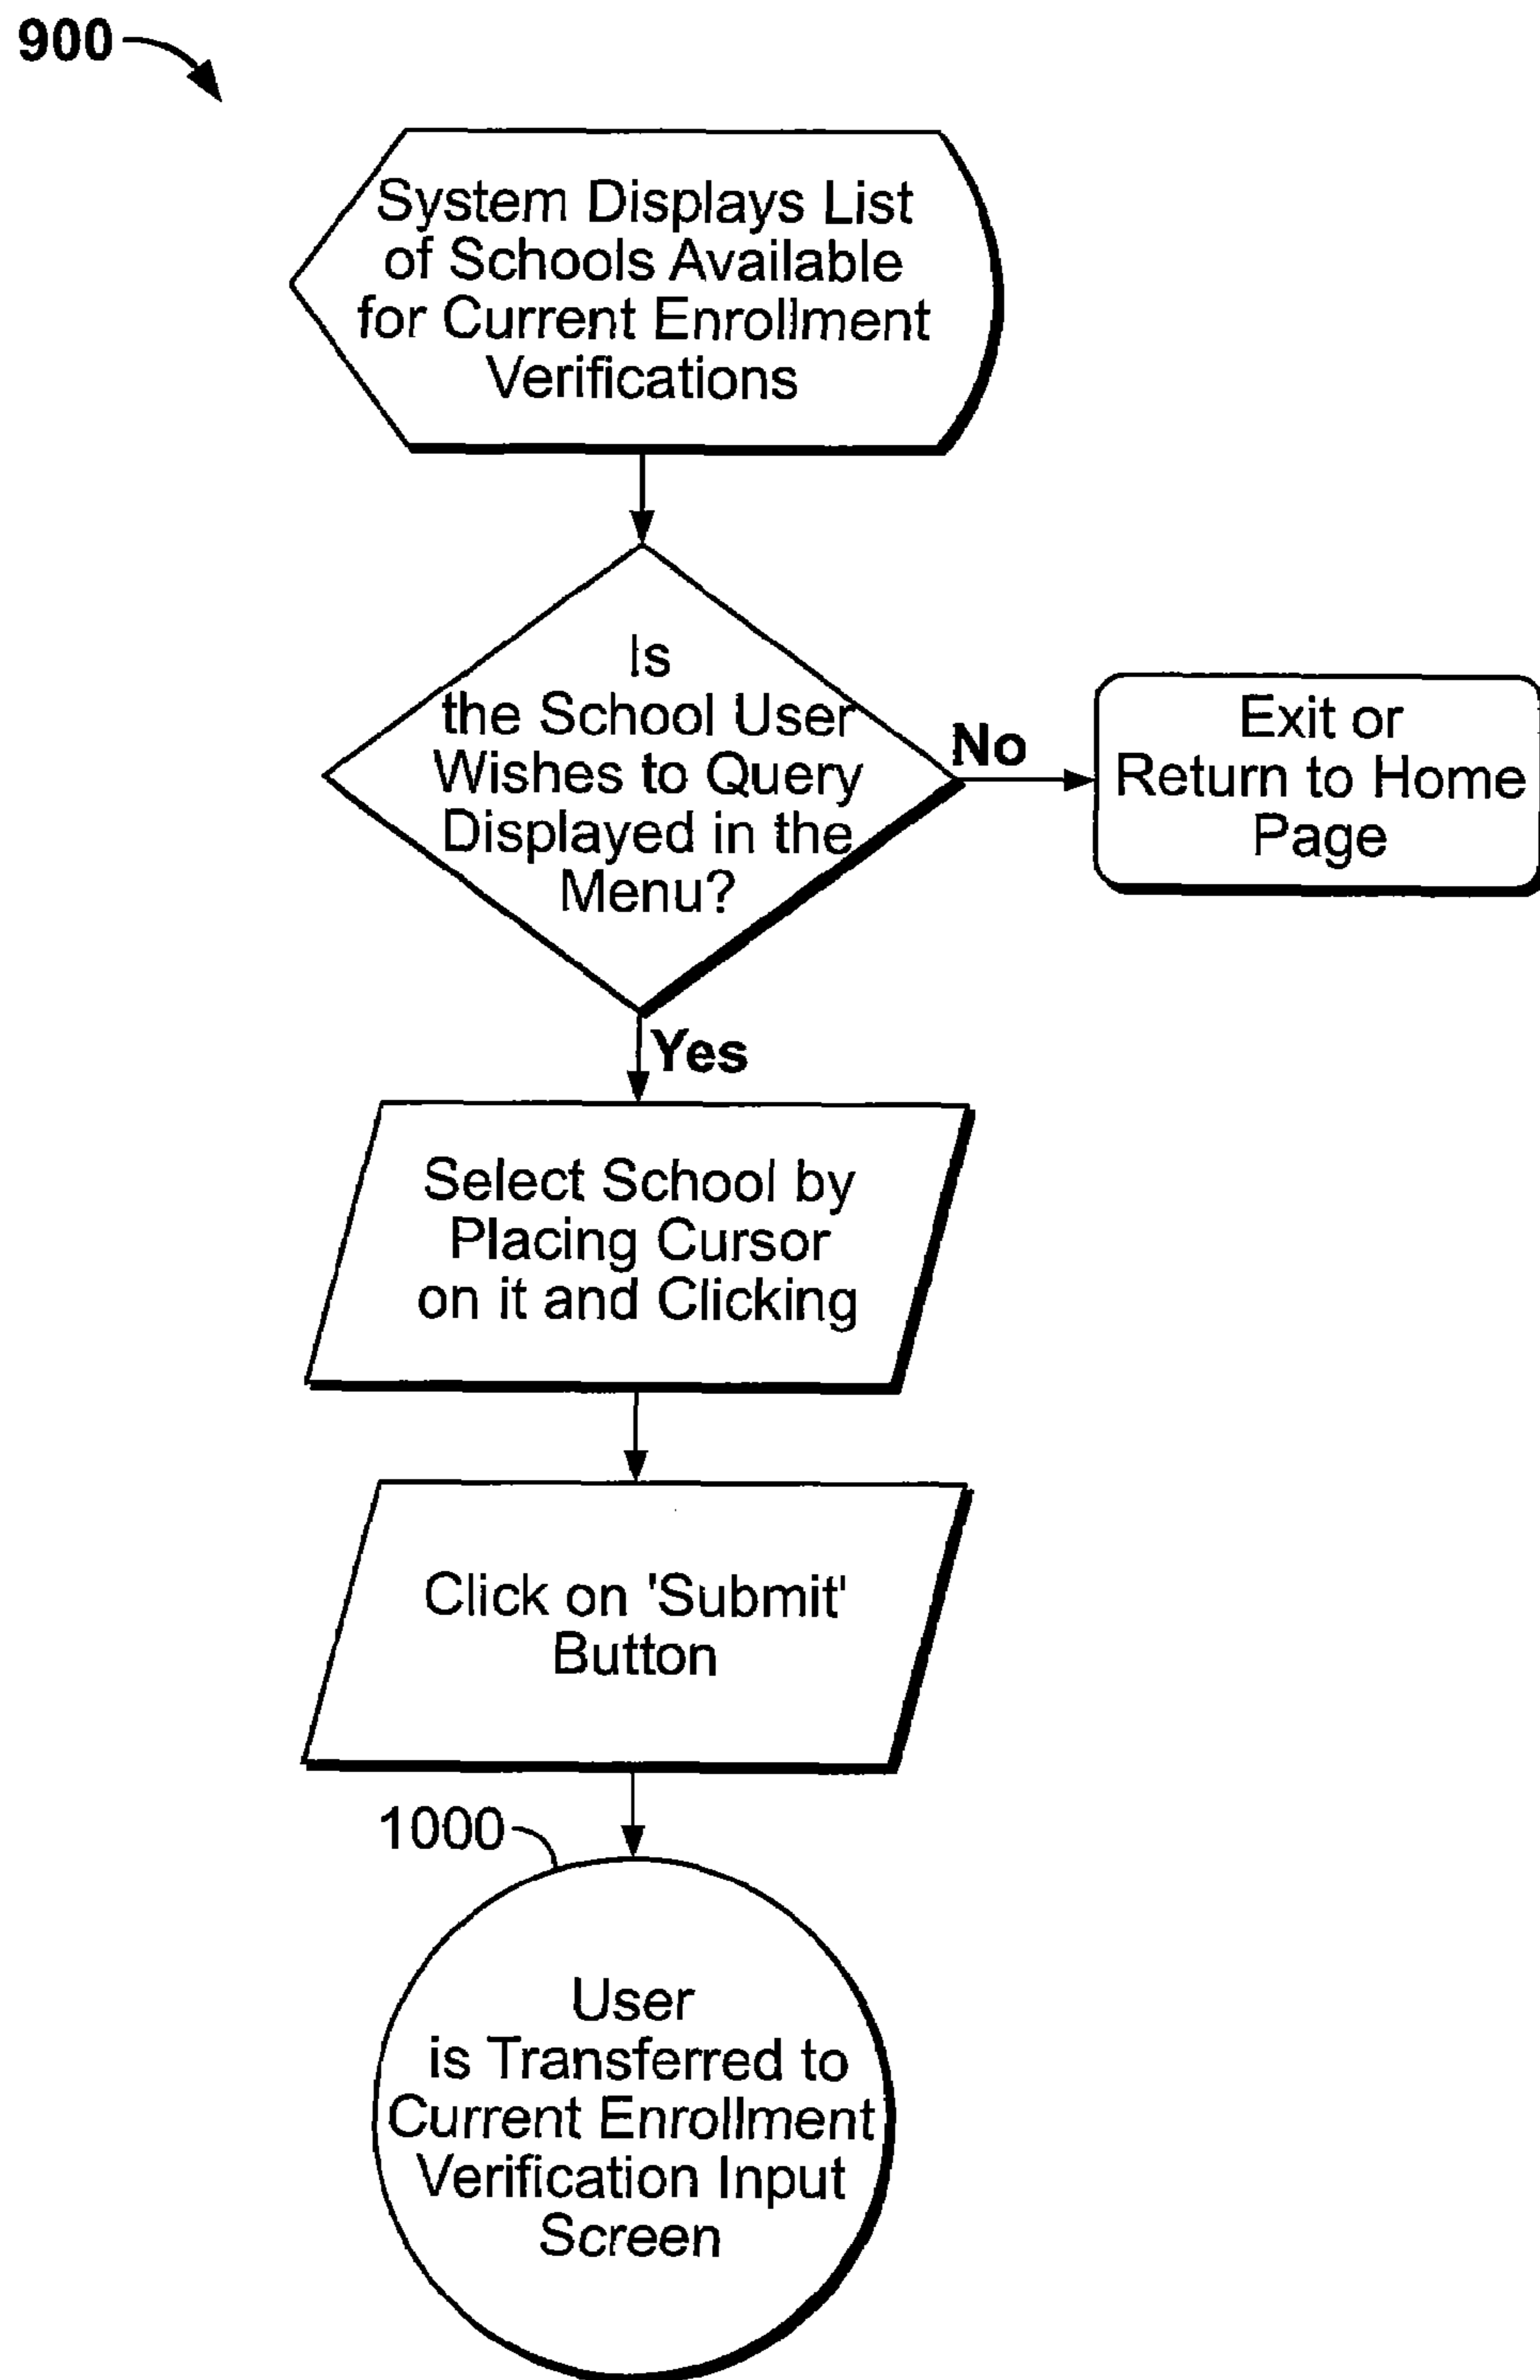 900
System Displays List
of Schools Available
for Current Enrollment
Verifications
Is
the School User
Wishes to Query
Displayed in the
Menu?
No
Exit or
Return to Home
Page
Yes
Select School by
Placing Cursor
on it and Clicking
Click on 'Submit'
Button
1000
User
is Transferred to
Current Enrollment
Verification Input
Screen